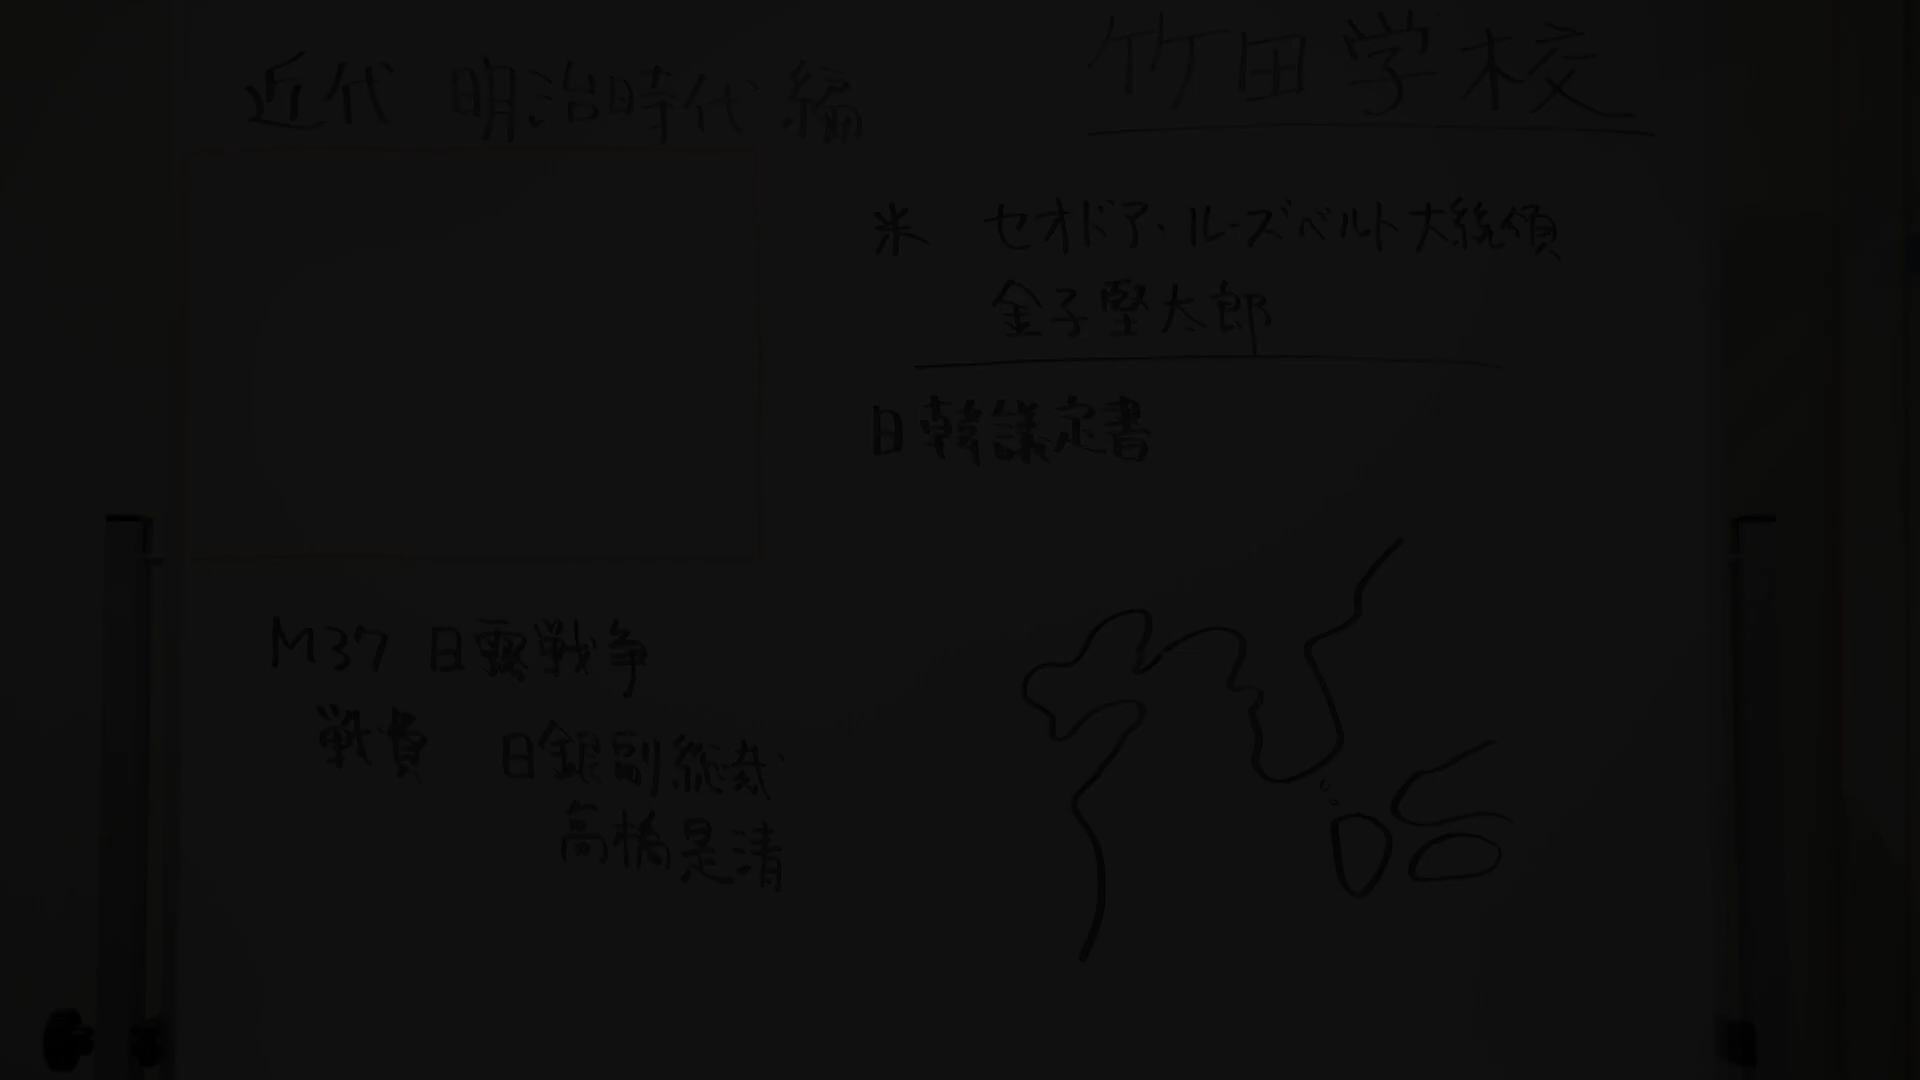 近代 明治時代 編
竹田学校
米 セオドア・ルーズベルト大統領
金子堅太郎
日韓議定書
M37 日露戦争
戦費 日銀副総裁
高橋是清